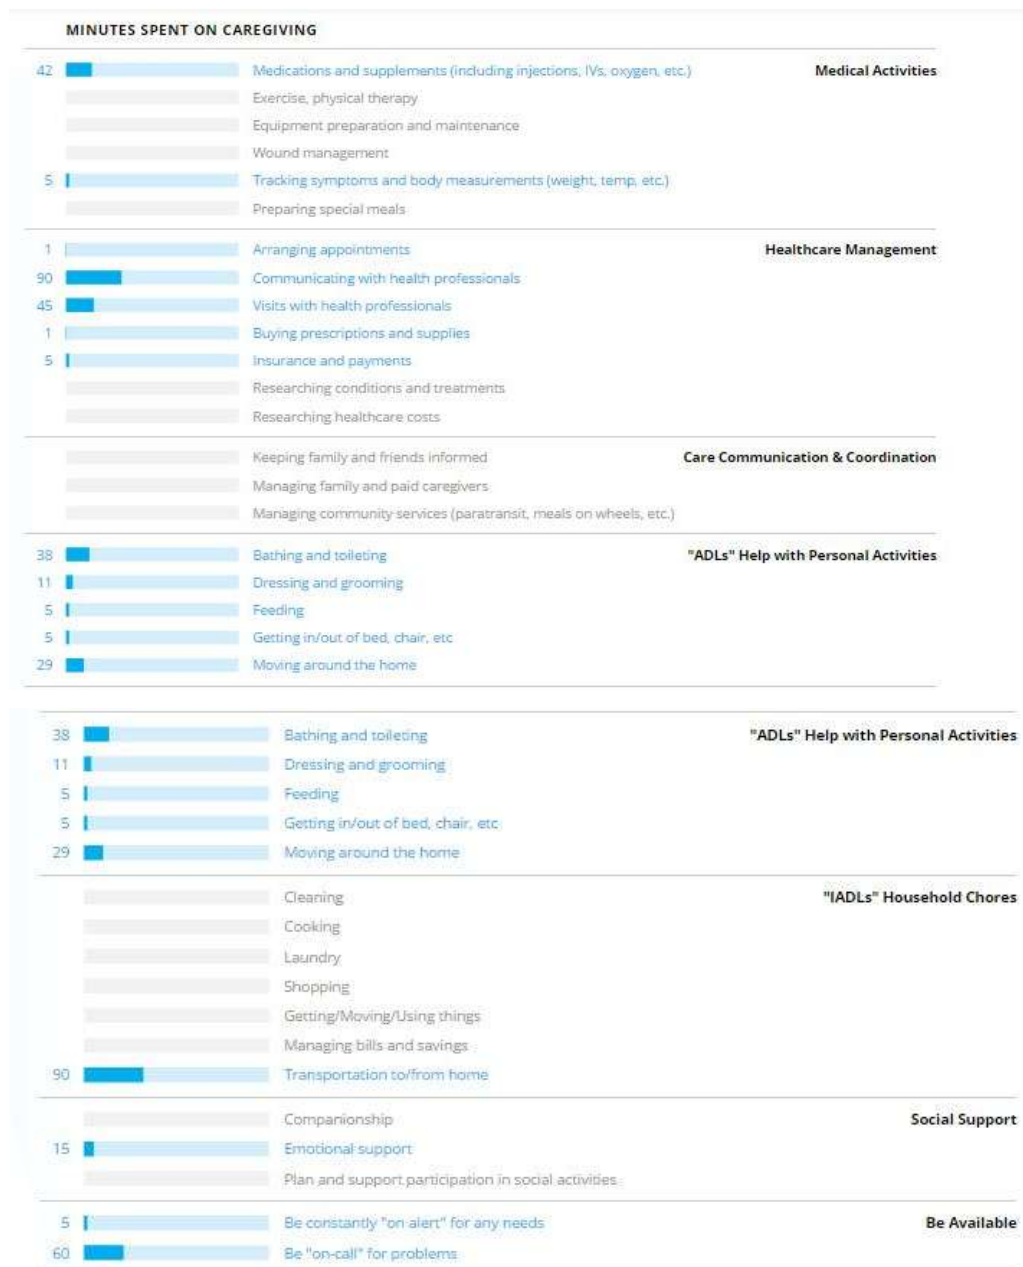 MINUTES SPENT ON CAREGIVING
42 Medications and supplements (including injections, IVs, oxygen, etc.) Medical Activities
Exercise, physical therapy
Equipment preparation and maintenance
Wound management
5 Tracking symptoms and body measurements (weight, temp, etc.)
Preparing special meals
1 Arranging appointments Healthcare Management
90 Communicating with health professionals
45 Visits with health professionals
1 Buying prescriptions and supplies
5 Insurance and payments
Researching conditions and treatments
Researching healthcare costs
Keeping family and friends informed Care Communication & Coordination
Managing family and paid caregivers
Managing community services (paratransit, meals on wheels, etc.)
38 Bathing and toileting "ADLs" Help with Personal Activities
11 Dressing and grooming
5 Feeding
5 Getting in/out of bed, chair, etc
29 Moving around the home
38 Bathing and toileting "ADLs" Help with Personal Activities
11 Dressing and grooming
5 Feeding
5 Getting in/out of bed, chair, etc
29 Moving around the home
Cleaning "IADLs" Household Chores
Cooking
Laundry
Shopping
Getting/Moving/Using things
Managing bills and savings
90 Transportation to/from home
Companionship Social Support
15 Emotional support
Plan and support participation in social activities
5 Be constantly "on alert" for any needs Be Available
60 Be "on-call" for problems